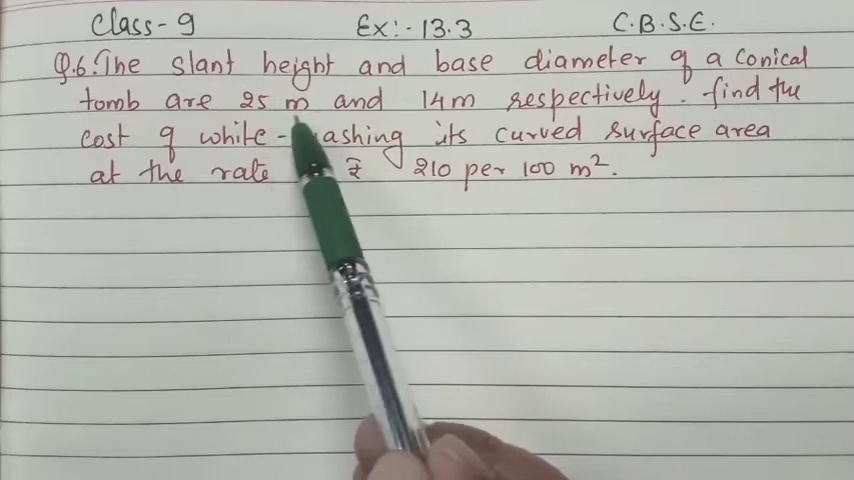 Class-9 Ex:-13.3 C.B.S.E.
Q.6. The slant height and base diameter of a conical
tomb are 25 m and 14m respectively. find the
cost of white-ashing its curved surface area
at the rate ₹ 210 per 100 m².